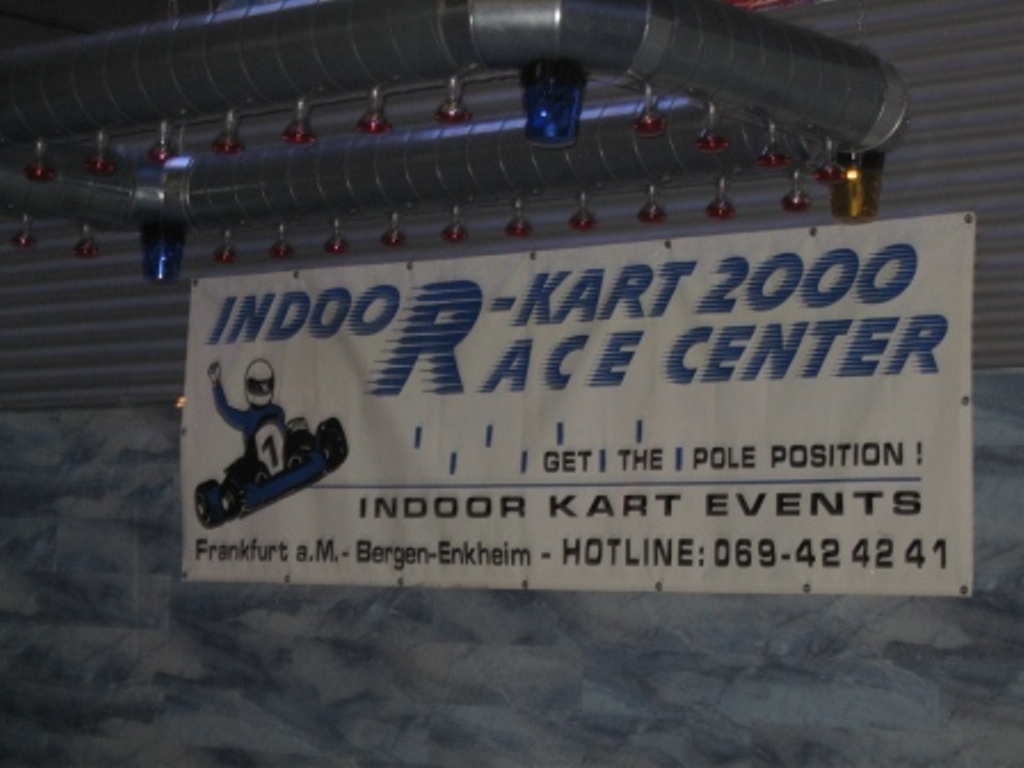 INDOOR-KART 2000
RACE CENTER
1
GET THE POLE POSITION !
INDOOR KART EVENTS
Frankfurt a.M.- Bergen-Enkheim - HOTLINE: 069-42 42 41